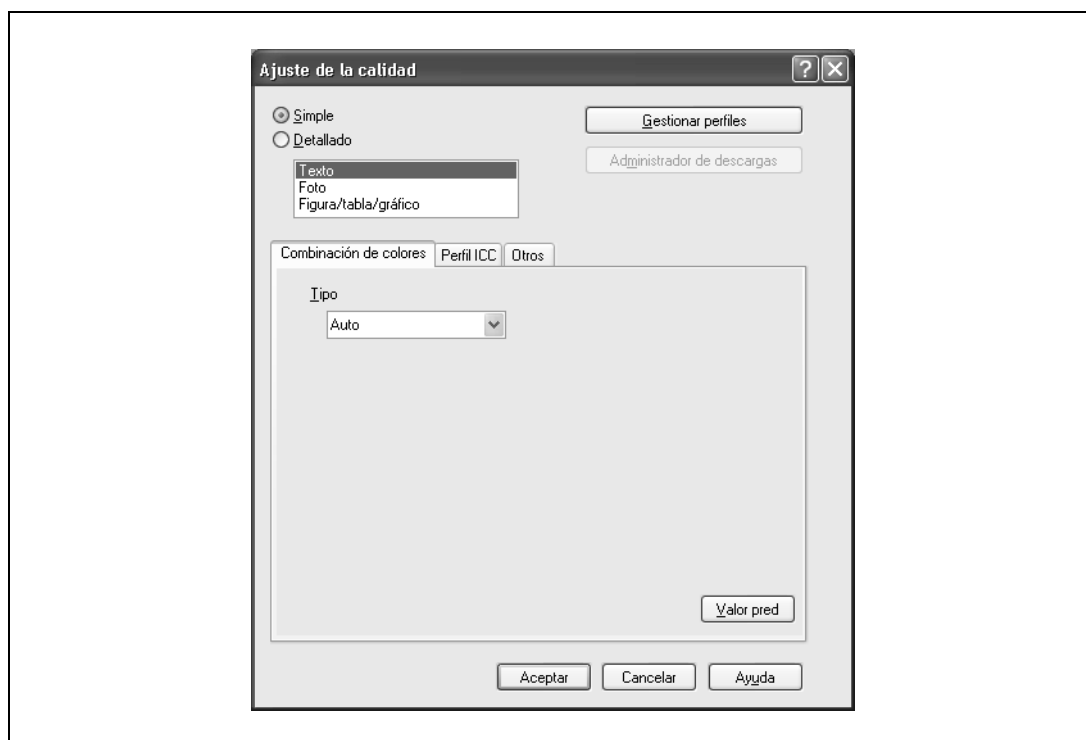 Ajuste de la calidad
Simple
Detallado
Gestionar perfiles
Administrador de descargas
Texto
Foto
Figura/tabla/gráfico
Combinación de colores Perfil ICC Otros
Tipo
Auto
Valor pred
Aceptar Cancelar Ayuda